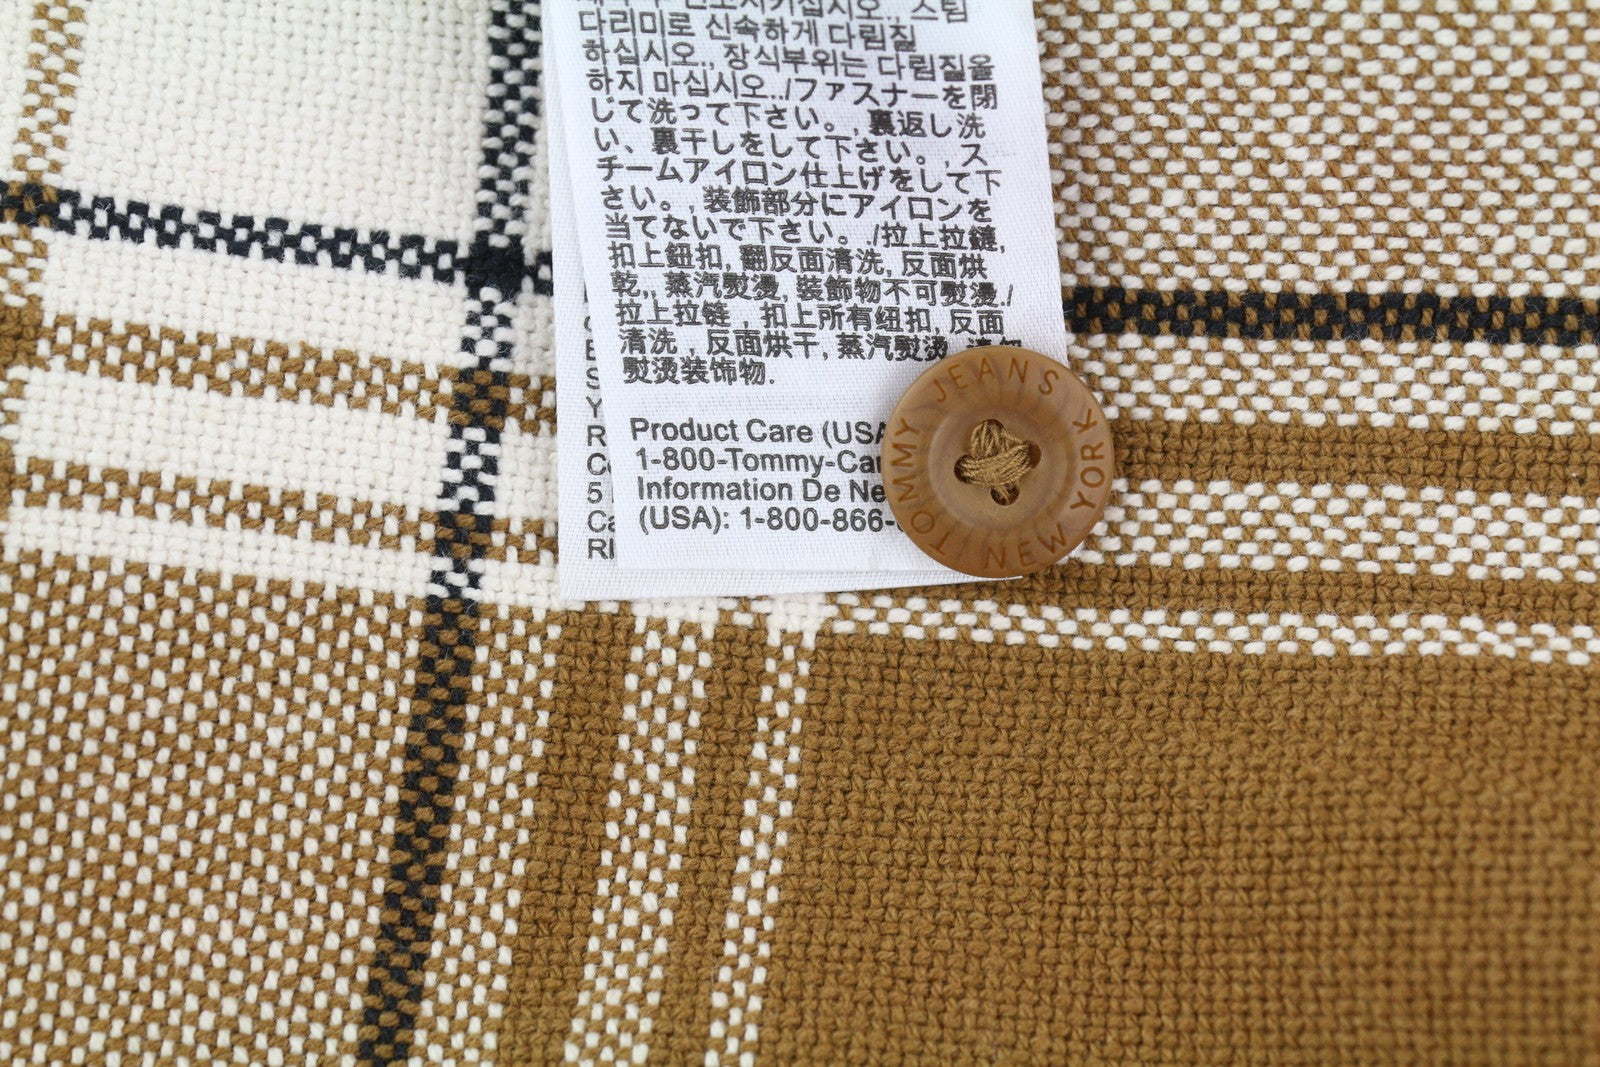 스팀
다리미로 신속하게 다림질
하십시오., 장식부위는 다림질을
하지 마십시오../ファスナーを閉
じて洗って下さい。, 裏返し洗
い、裏干しをして下さい。, ス
チームアイロン仕上げをして下
さい。, 装飾部分にアイロンを
当てないで下さい。 /拉上拉鏈,
扣上鈕扣, 翻反面清洗, 反面烘
乾,, 蒸汽熨燙, 装飾物不可熨燙./
拉上拉链 , 扣上所有纽扣, 反面
清洗 , 反面烘干, 蒸汽熨烫,
熨烫装饰物.
Product Care (USA
1-800-Tommy-Car
Information De Ne
(USA): 1-800-866-
TOMMY JEANS
NEW YORK